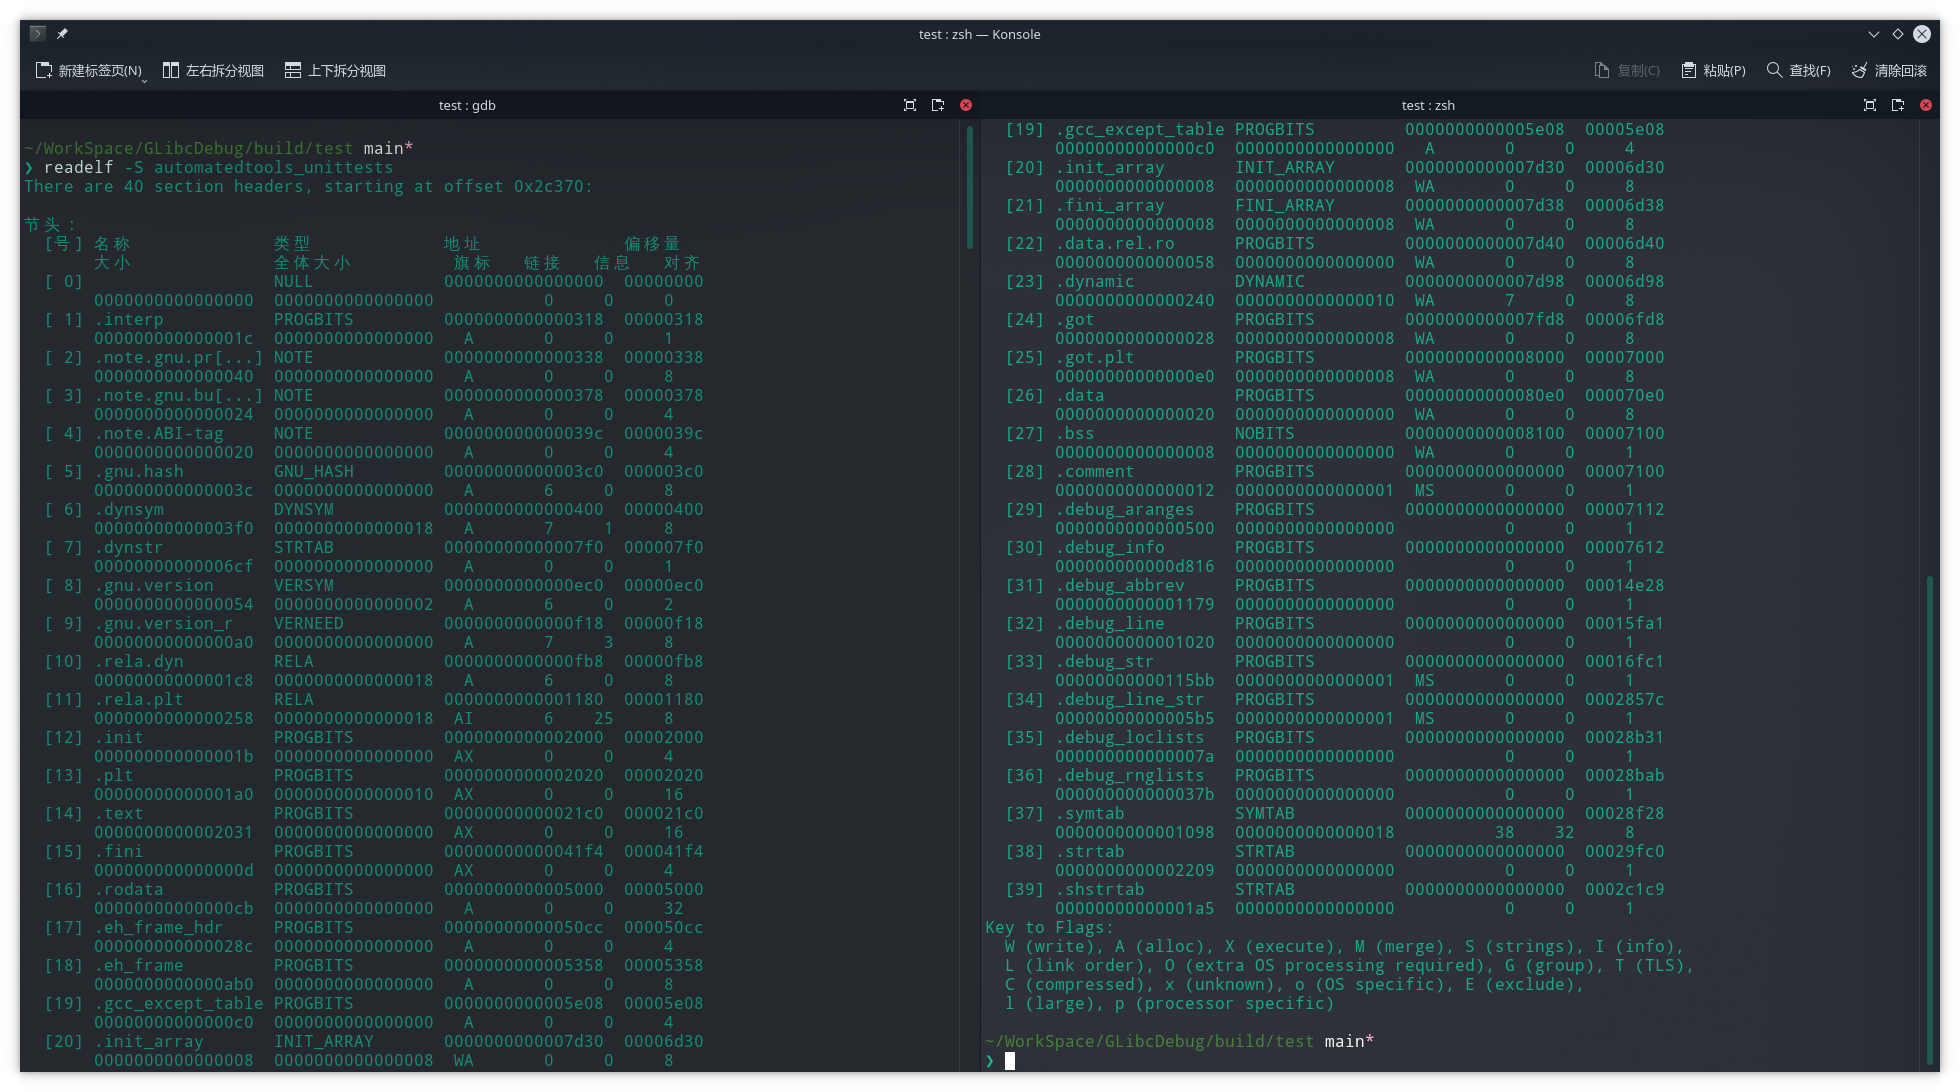 test : zsh — Konsole
新建标签页(N) 左右拆分视图 上下拆分视图 复制(C) 粘贴(P) 查找(F) 清除回滚
test : gdb
~/WorkSpace/GLibcDebug/build/test main*
❯ readelf -S automatedtools_unittests
There are 40 section headers, starting at offset 0x2c370:
节头：
[号] 名称 类型 地址 偏移量
大小 全体大小 旗标 链接 信息 对齐
[ 0] NULL 0000000000000000 00000000
0000000000000000 0000000000000000 0 0 0
[ 1] .interp PROGBITS 0000000000000318 00000318
000000000000001c 0000000000000000 A 0 0 1
[ 2] .note.gnu.pr[...] NOTE 0000000000000338 00000338
0000000000000040 0000000000000000 A 0 0 8
[ 3] .note.gnu.bu[...] NOTE 0000000000000378 00000378
0000000000000024 0000000000000000 A 0 0 4
[ 4] .note.ABI-tag NOTE 000000000000039c 0000039c
0000000000000020 0000000000000000 A 0 0 4
[ 5] .gnu.hash GNU_HASH 00000000000003c0 000003c0
000000000000003c 0000000000000000 A 6 0 8
[ 6] .dynsym DYNSYM 0000000000000400 00000400
00000000000003f0 0000000000000018 A 7 1 8
[ 7] .dynstr STRTAB 00000000000007f0 000007f0
00000000000006cf 0000000000000000 A 0 0 1
[ 8] .gnu.version VERSYM 0000000000000ec0 00000ec0
0000000000000054 0000000000000002 A 6 0 2
[ 9] .gnu.version_r VERNEED 0000000000000f18 00000f18
00000000000000a0 0000000000000000 A 7 3 8
[10] .rela.dyn RELA 0000000000000fb8 00000fb8
00000000000001c8 0000000000000018 A 6 0 8
[11] .rela.plt RELA 0000000000001180 00001180
0000000000000258 0000000000000018 AI 6 25 8
[12] .init PROGBITS 0000000000002000 00002000
000000000000001b 0000000000000000 AX 0 0 4
[13] .plt PROGBITS 0000000000002020 00002020
00000000000001a0 0000000000000010 AX 0 0 16
[14] .text PROGBITS 00000000000021c0 000021c0
0000000000002031 0000000000000000 AX 0 0 16
[15] .fini PROGBITS 00000000000041f4 000041f4
000000000000000d 0000000000000000 AX 0 0 4
[16] .rodata PROGBITS 0000000000005000 00005000
00000000000000cb 0000000000000000 A 0 0 32
[17] .eh_frame_hdr PROGBITS 00000000000050cc 000050cc
000000000000028c 0000000000000000 A 0 0 4
[18] .eh_frame PROGBITS 0000000000005358 00005358
0000000000000ab0 0000000000000000 A 0 0 8
[19] .gcc_except_table PROGBITS 0000000000005e08 00005e08
00000000000000c0 0000000000000000 A 0 0 4
[20] .init_array INIT_ARRAY 0000000000007d30 00006d30
0000000000000008 0000000000000008 WA 0 0 8
test : zsh
[19] .gcc_except_table PROGBITS 0000000000005e08 00005e08
00000000000000c0 0000000000000000 A 0 0 4
[20] .init_array INIT_ARRAY 0000000000007d30 00006d30
0000000000000008 0000000000000008 WA 0 0 8
[21] .fini_array FINI_ARRAY 0000000000007d38 00006d38
0000000000000008 0000000000000008 WA 0 0 8
[22] .data.rel.ro PROGBITS 0000000000007d40 00006d40
0000000000000058 0000000000000000 WA 0 0 8
[23] .dynamic DYNAMIC 0000000000007d98 00006d98
0000000000000240 0000000000000010 WA 7 0 8
[24] .got PROGBITS 0000000000007fd8 00006fd8
0000000000000028 0000000000000008 WA 0 0 8
[25] .got.plt PROGBITS 0000000000008000 00007000
00000000000000e0 0000000000000008 WA 0 0 8
[26] .data PROGBITS 00000000000080e0 000070e0
0000000000000020 0000000000000000 WA 0 0 8
[27] .bss NOBITS 0000000000008100 00007100
0000000000000008 0000000000000000 WA 0 0 1
[28] .comment PROGBITS 0000000000000000 00007100
0000000000000012 0000000000000001 MS 0 0 1
[29] .debug_aranges PROGBITS 0000000000000000 00007112
0000000000000500 0000000000000000 0 0 1
[30] .debug_info PROGBITS 0000000000000000 00007612
000000000000d816 0000000000000000 0 0 1
[31] .debug_abbrev PROGBITS 0000000000000000 00014e28
0000000000001179 0000000000000000 0 0 1
[32] .debug_line PROGBITS 0000000000000000 00015fa1
0000000000001020 0000000000000000 0 0 1
[33] .debug_str PROGBITS 0000000000000000 00016fc1
00000000000115bb 0000000000000001 MS 0 0 1
[34] .debug_line_str PROGBITS 0000000000000000 0002857c
00000000000005b5 0000000000000001 MS 0 0 1
[35] .debug_loclists PROGBITS 0000000000000000 00028b31
000000000000007a 0000000000000000 0 0 1
[36] .debug_rnglists PROGBITS 0000000000000000 00028bab
000000000000037b 0000000000000000 0 0 1
[37] .symtab SYMTAB 0000000000000000 00028f28
0000000000001098 0000000000000018 38 32 8
[38] .strtab STRTAB 0000000000000000 00029fc0
0000000000002209 0000000000000000 0 0 1
[39] .shstrtab STRTAB 0000000000000000 0002c1c9
00000000000001a5 0000000000000000 0 0 1
Key to Flags:
W (write), A (alloc), X (execute), M (merge), S (strings), I (info),
L (link order), O (extra OS processing required), G (group), T (TLS),
C (compressed), x (unknown), o (OS specific), E (exclude),
l (large), p (processor specific)
~/WorkSpace/GLibcDebug/build/test main*
❯